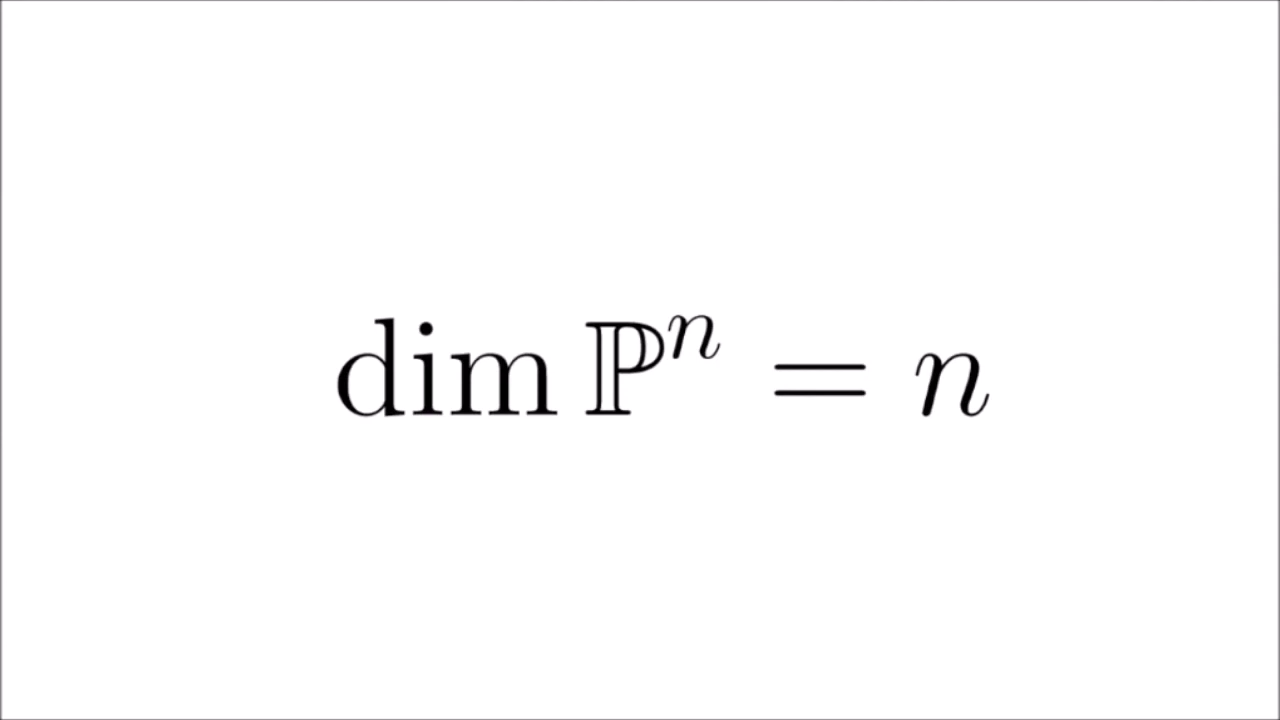 dim ℙⁿ = n